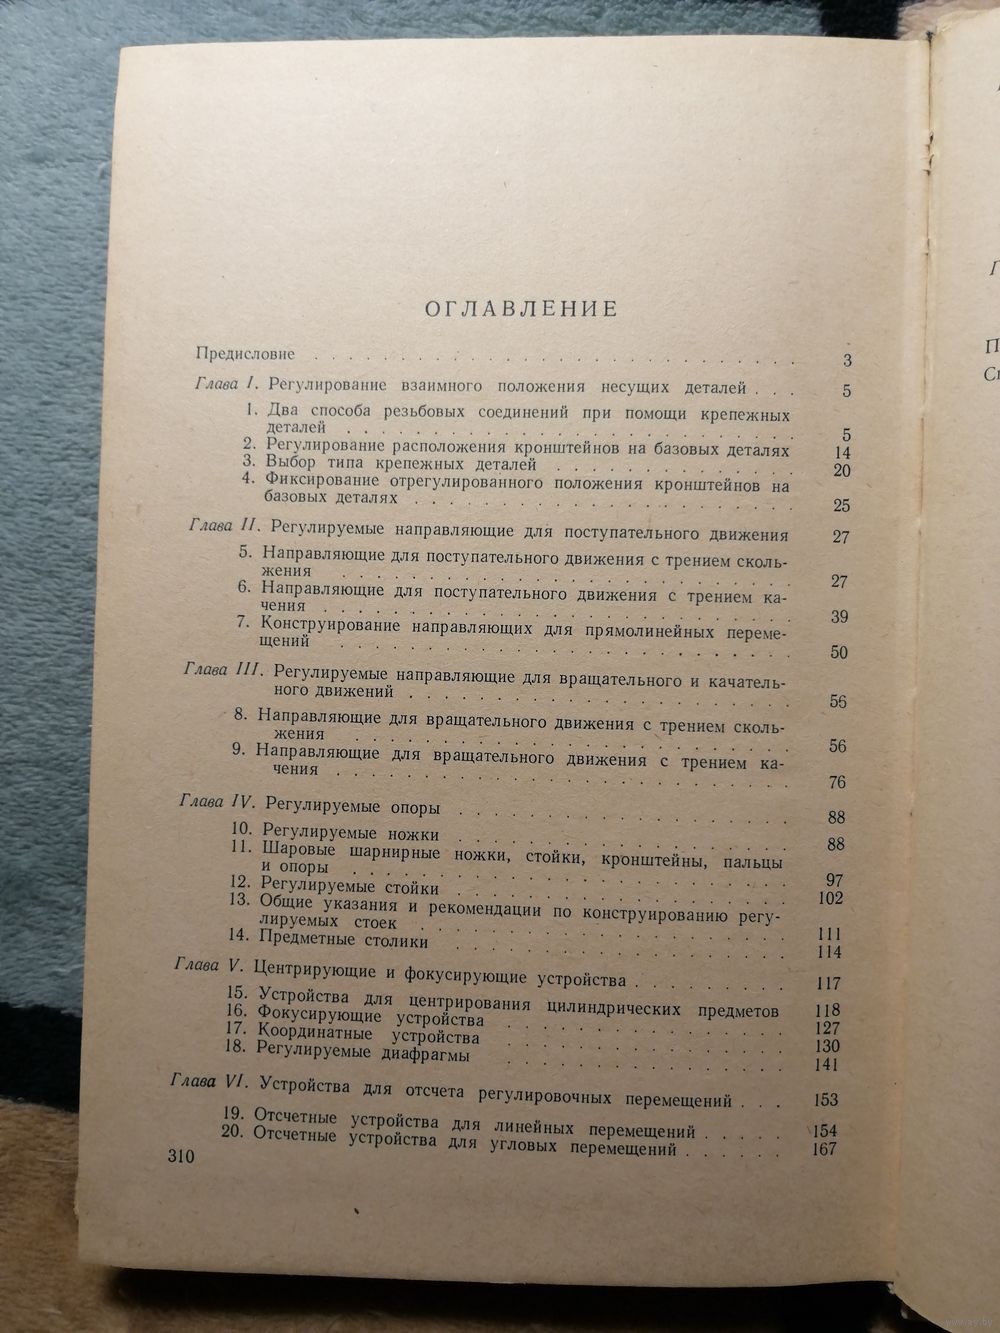 ОГЛАВЛЕНИЕ
Предисловие . . . . . . . . . . . . . . . . . . . . . . . . . . . . 3
Глава I. Регулирование взаимного положения несущих деталей . . . 5
1. Два способа резьбовых соединений при помощи крепежных
деталей . . . . . . . . . . . . . . . . . . . . . . . . . . 5
2. Регулирование расположения кронштейнов на базовых деталях 14
3. Выбор типа крепежных деталей . . . . . . . . . . . . . . 20
4. Фиксирование отрегулированного положения кронштейнов на
базовых деталях . . . . . . . . . . . . . . . . . . . . . 25
Глава II. Регулируемые направляющие для поступательного движения 27
5. Направляющие для поступательного движения с трением сколь-
жения . . . . . . . . . . . . . . . . . . . . . . . . . . 27
6. Направляющие для поступательного движения с трением ка-
чения . . . . . . . . . . . . . . . . . . . . . . . . . . 39
7. Конструирование направляющих для прямолинейных переме-
щений . . . . . . . . . . . . . . . . . . . . . . . . . . 50
Глава III. Регулируемые направляющие для вращательного и качатель-
ного движений . . . . . . . . . . . . . . . . . . . . . . 56
8. Направляющие для вращательного движения с трением сколь-
жения . . . . . . . . . . . . . . . . . . . . . . . . . . 56
9. Направляющие для вращательного движения с трением ка-
чения . . . . . . . . . . . . . . . . . . . . . . . . . . 76
Глава IV. Регулируемые опоры . . . . . . . . . . . . . . . . . . . 88
10. Регулируемые ножки . . . . . . . . . . . . . . . . . . . 88
11. Шаровые шарнирные ножки, стойки, кронштейны, пальцы
и опоры . . . . . . . . . . . . . . . . . . . . . . . . . 97
12. Регулируемые стойки . . . . . . . . . . . . . . . . . . . 102
13. Общие указания и рекомендации по конструированию регу-
лируемых стоек . . . . . . . . . . . . . . . . . . . . . 111
14. Предметные столики . . . . . . . . . . . . . . . . . . . 114
Глава V. Центрирующие и фокусирующие устройства . . . . . . . . . 117
15. Устройства для центрирования цилиндрических предметов 118
16. Фокусирующие устройства . . . . . . . . . . . . . . . . 127
17. Координатные устройства . . . . . . . . . . . . . . . . 130
18. Регулируемые диафрагмы . . . . . . . . . . . . . . . . 141
Глава VI. Устройства для отсчета регулировочных перемещений . . . 153
19. Отсчетные устройства для линейных перемещений . . . . . 154
20. Отсчетные устройства для угловых перемещений . . . . . . 167
310
www.ay.by